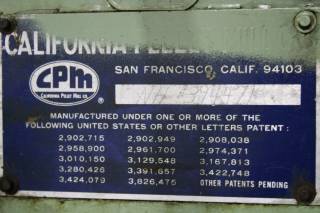 CALIFORNIA PELLET
CPM
CALIFORNIA PELLET MILL CO.
®
SAN FRANCISCO, CALIF. 94103
MANUFACTURED UNDER ONE OR MORE OF THE
FOLLOWING UNITED STATES OR OTHER LETTERS PATENT:
2,902,715 2,902,949 2,908,038
2,958,900 2,961,700 2,974,371
3,010,150 3,129,548 3,167,813
3,280,426 3,391,657 3,422,748
3,424,079 3,826,475 OTHER PATENTS PENDING